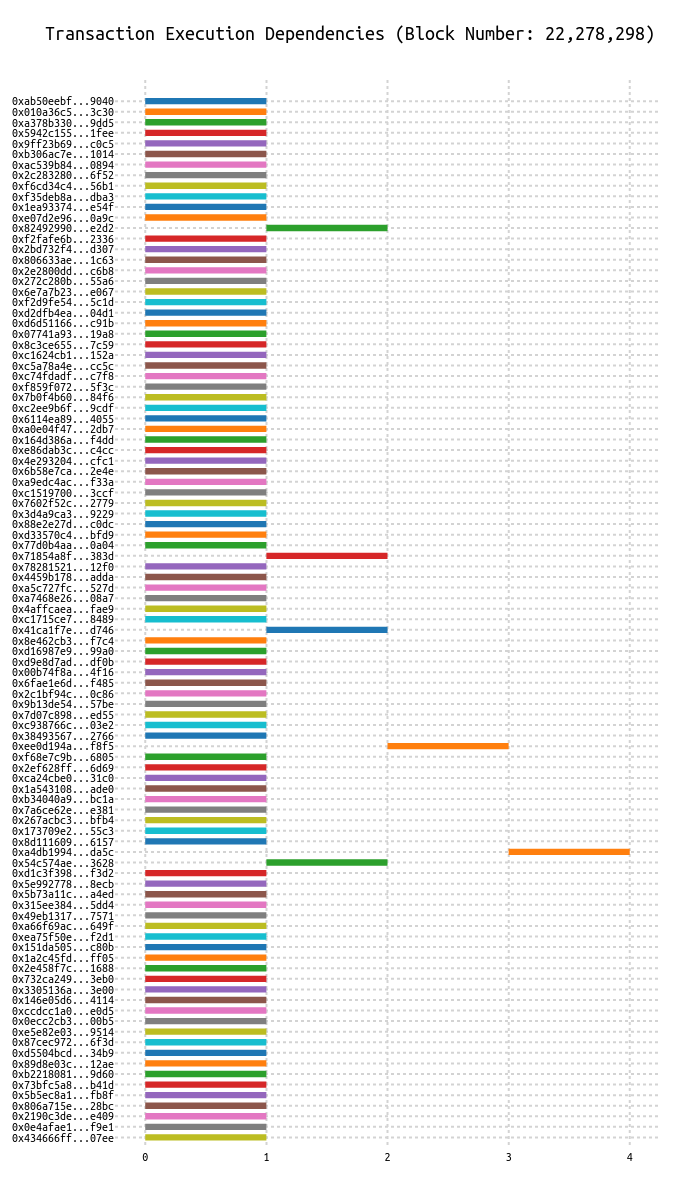 Transaction Execution Dependencies (Block Number: 22,278,298)
0xab50eebf...9040
0x010a36c5...3c30
0xa378b330...9dd5
0x5942c155...1fee
0x9ff23b69...c0c5
0xb306ac7e...1014
0xac539b84...0894
0x2c283280...6f52
0xf6cd34c4...56b1
0xf35deb8a...dba3
0x1ea93374...e54f
0xe07d2e96...0a9c
0x82492990...e2d2
0xf2fafe6b...2336
0x2bd732f4...d307
0x806633ae...1c63
0x2e2800dd...c6b8
0x272c280b...55a6
0x6e7a7b23...e067
0xf2d9fe54...5c1d
0xd2dfb4ea...04d1
0xd6d51166...c91b
0x07741a93...19a8
0x8c3ce655...7c59
0xc1624cb1...152a
0xc5a78a4e...cc5c
0xc74fdadf...c7f8
0xf859f072...5f3c
0x7b0f4b60...84f6
0xc2ee9b6f...9cdf
0x6114ea89...4055
0xa0e04f47...2db7
0x164d386a...f4dd
0xe86dab3c...c4cc
0x4e293204...cfc1
0x6b58e7ca...2e4e
0xa9edc4ac...f33a
0xc1519700...3ccf
0x7602f52c...2779
0x3d4a9ca3...9229
0x88e2e27d...c0dc
0xd33570c4...bfd9
0x77d0b4aa...0a04
0x71854a8f...383d
0x78281521...12f0
0x4459b178...adda
0xa5c727fc...527d
0xa7468e26...08a7
0x4affcaea...fae9
0xc1715ce7...8489
0x41ca1f7e...d746
0x8e462cb3...f7c4
0xd16987e9...99a0
0xd9e8d7ad...df0b
0x00b74f8a...4f16
0x6fae1e6d...f485
0x2c1bf94c...0c86
0x9b13de54...57be
0x7d07c898...ed55
0xc938766c...03e2
0x38493567...2766
0xee0d194a...f8f5
0xf68e7c9b...6805
0x2ef628ff...6d69
0xca24cbe0...31c0
0x1a543108...ade0
0xb34040a9...bc1a
0x7a6ce62e...e381
0x267acbc3...bfb4
0x173709e2...55c3
0x8d111609...6157
0xa4db1994...da5c
0x54c574ae...3628
0xd1c3f398...f3d2
0x5e992778...8ecb
0x5b73a11c...a4ed
0x315ee384...5dd4
0x49eb1317...7571
0xa66f69ac...649f
0xea75f50e...f2d1
0x151da505...c80b
0x1a2c45fd...ff05
0x2e458f7c...1688
0x732ca249...3eb0
0x3305136a...3e00
0x146e05d6...4114
0xccdcc1a0...e0d5
0x0ecc2cb3...00b5
0xe5e82e03...9514
0x87cec972...6f3d
0xd5504bcd...34b9
0x89d8e03c...12ae
0xb2218081...9d60
0x73bfc5a8...b41d
0x5b5ec8a1...fb8f
0x806a715e...28bc
0x2190c3de...e409
0x0e4afae1...f9e1
0x434666ff...07ee
0 1 2 3 4